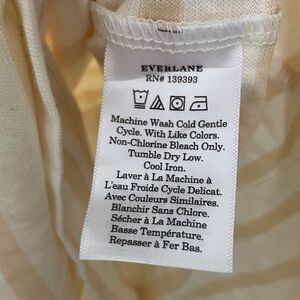 EVERLANE
RN# 139393
Machine Wash Cold Gentle
Cycle. With Like Colors.
Non-Chlorine Bleach Only.
Tumble Dry Low.
Cool Iron.
Laver à La Machine à
L'eau Froide Cycle Delicat.
Avec Couleurs Similaires.
Blanchir Sans Chlore.
Sécher à La Machine
Basse Température.
Repasser à Fer Bas.